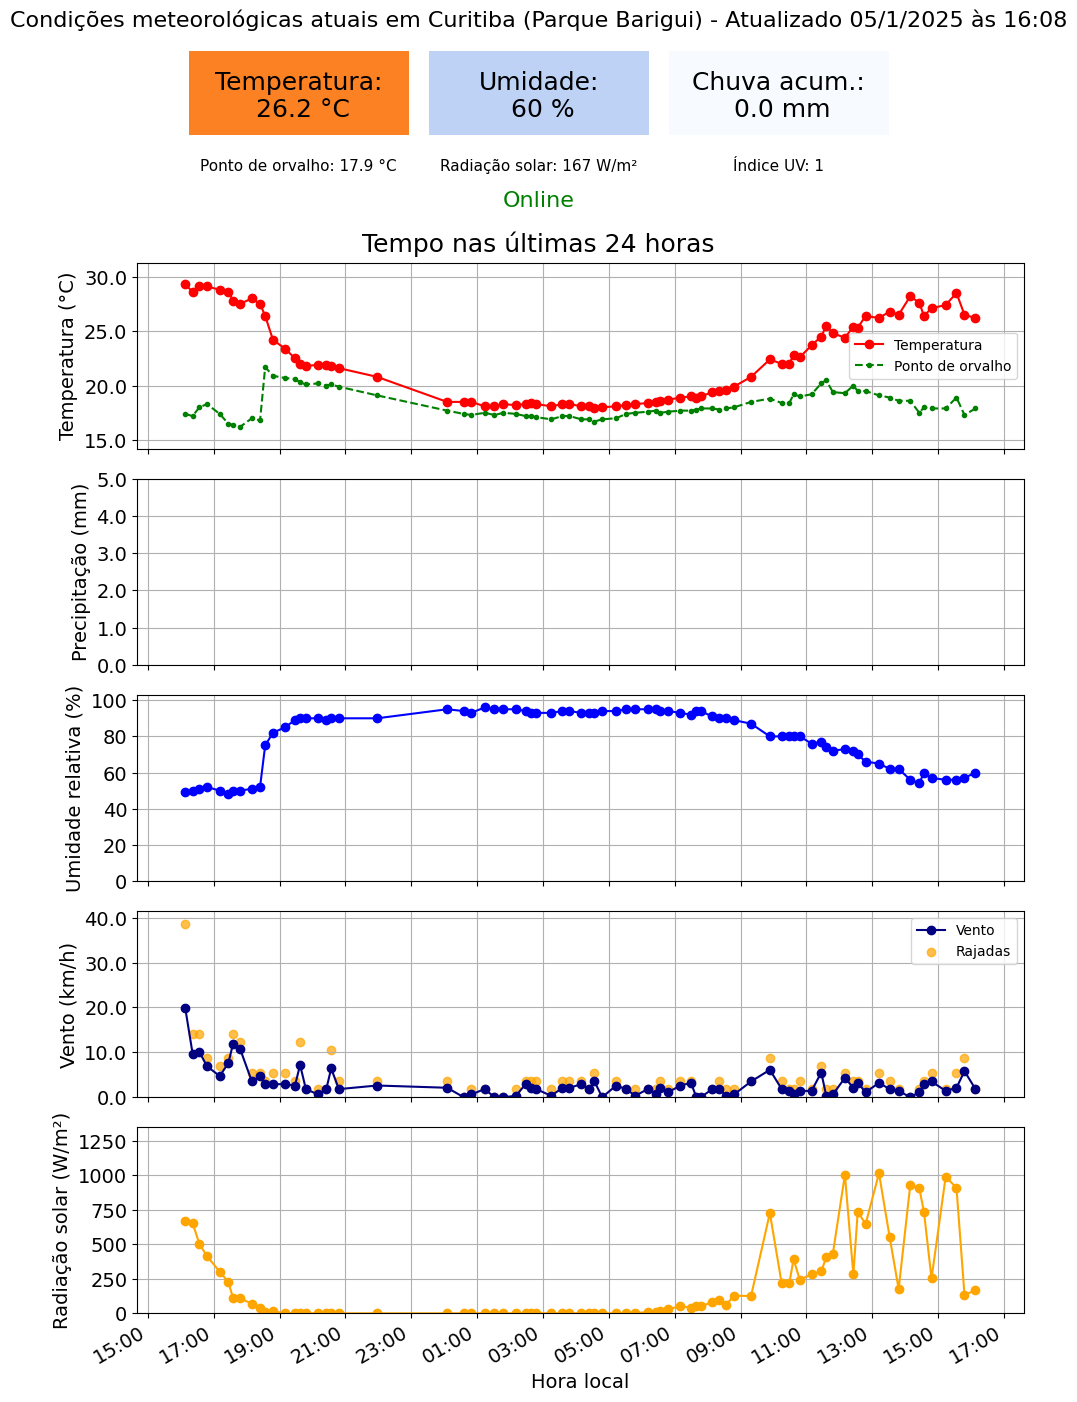 Condições meteorológicas atuais em Curitiba (Parque Barigui) - Atualizado 05/1/2025 às 16:08
Temperatura:
26.2 °C
Umidade:
60 %
Chuva acum.:
0.0 mm
Ponto de orvalho: 17.9 °C
Radiação solar: 167 W/m²
Índice UV: 1
Online
Tempo nas últimas 24 horas
Temperatura (°C)
30.0
25.0
20.0
15.0
Temperatura
Ponto de orvalho
Precipitação (mm)
5.0
4.0
3.0
2.0
1.0
0.0
Umidade relativa (%)
100
80
60
40
20
0
Vento (km/h)
40.0
30.0
20.0
10.0
0.0
Vento
Rajadas
Radiação solar (W/m²)
1250
1000
750
500
250
0
15:00
17:00
19:00
21:00
23:00
01:00
03:00
05:00
07:00
09:00
11:00
13:00
15:00
17:00
Hora local